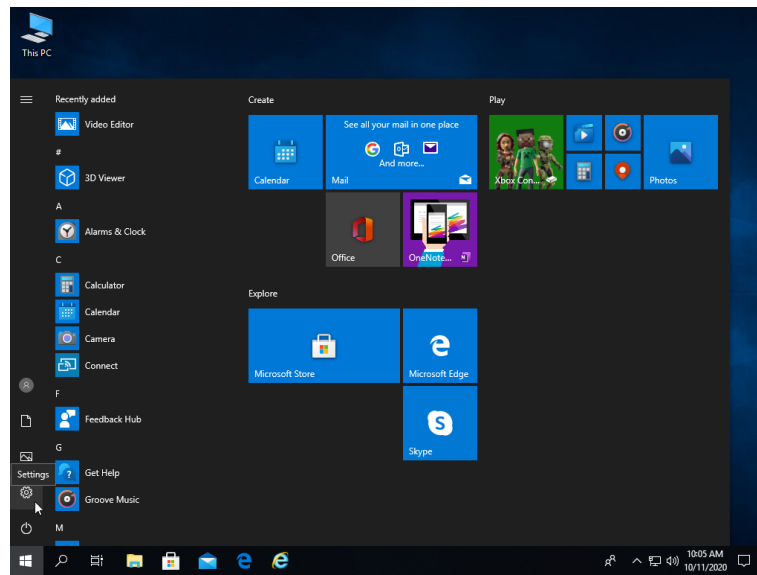 This PC
Recently added
Video Editor
#
3D Viewer
A
Alarms & Clock
C
Calculator
Calendar
Camera
Connect
F
Feedback Hub
G
Get Help
Groove Music
M
Settings
Create
Calendar
See all your mail in one place
And more...
Mail
Office
OneNote...
Explore
Microsoft Store
Microsoft Edge
Skype
Play
Xbox Con...
Photos
10:05 AM
10/11/2020